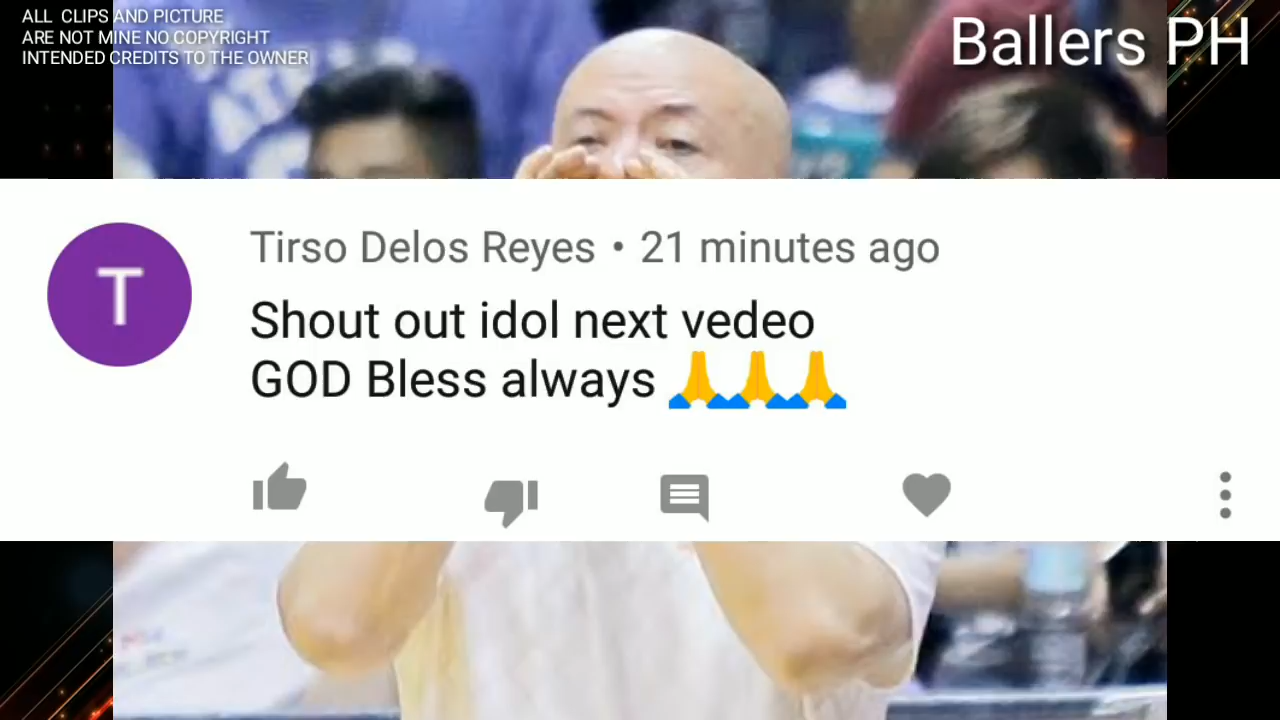 ALL CLIPS AND PICTURE
ARE NOT MINE NO COPYRIGHT
INTENDED CREDITS TO THE OWNER
Ballers PH
T
Tirso Delos Reyes • 21 minutes ago
Shout out idol next vedeo
GOD Bless always 🙏🙏🙏